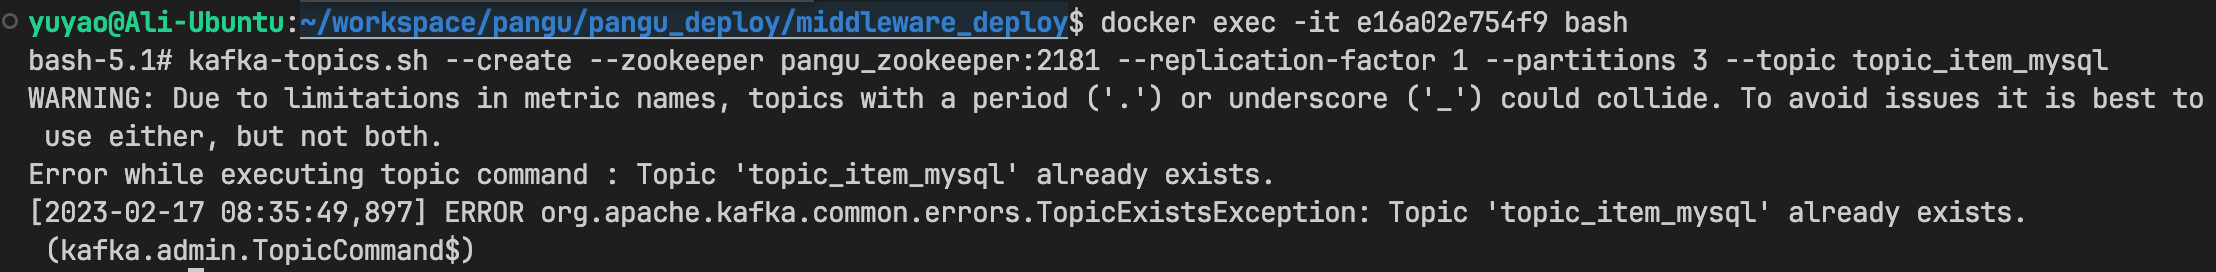 yuyao@Ali-Ubuntu:~/workspace/pangu/pangu_deploy/middleware_deploy$ docker exec -it e16a02e754f9 bash
bash-5.1# kafka-topics.sh --create --zookeeper pangu_zookeeper:2181 --replication-factor 1 --partitions 3 --topic topic_item_mysql
WARNING: Due to limitations in metric names, topics with a period ('.') or underscore ('_') could collide. To avoid issues it is best to
 use either, but not both.
Error while executing topic command : Topic 'topic_item_mysql' already exists.
[2023-02-17 08:35:49,897] ERROR org.apache.kafka.common.errors.TopicExistsException: Topic 'topic_item_mysql' already exists.
 (kafka.admin.TopicCommand$)